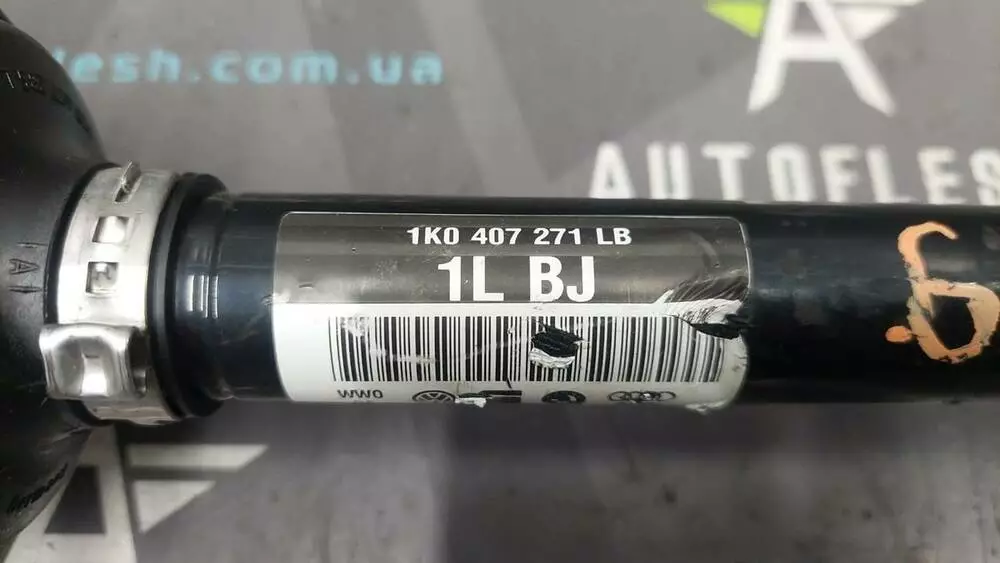 esh.com.ua
AUTOFLES
1K0 407 271 LB
1L BJ
WW0